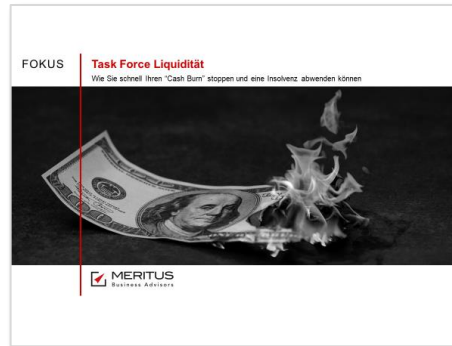 FOKUS
Task Force Liquidität
Wie Sie schnell Ihren "Cash Burn" stoppen und eine Insolvenz abwenden können
100
MERITUS
Business Advisors